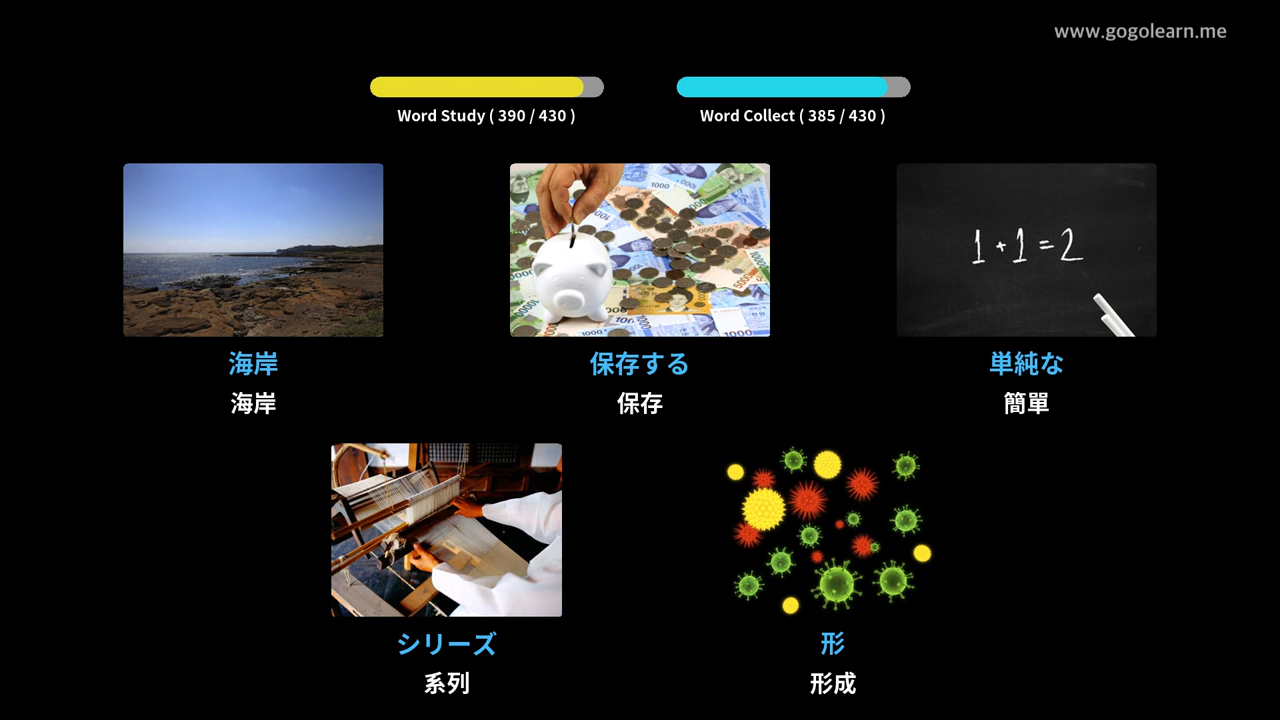 www.gogolearn.me
Word Study ( 390 / 430 )
Word Collect ( 385 / 430 )
1 + 1 = 2
海岸
海岸
保存する
保存
単純な
簡單
シリーズ
系列
形
形成